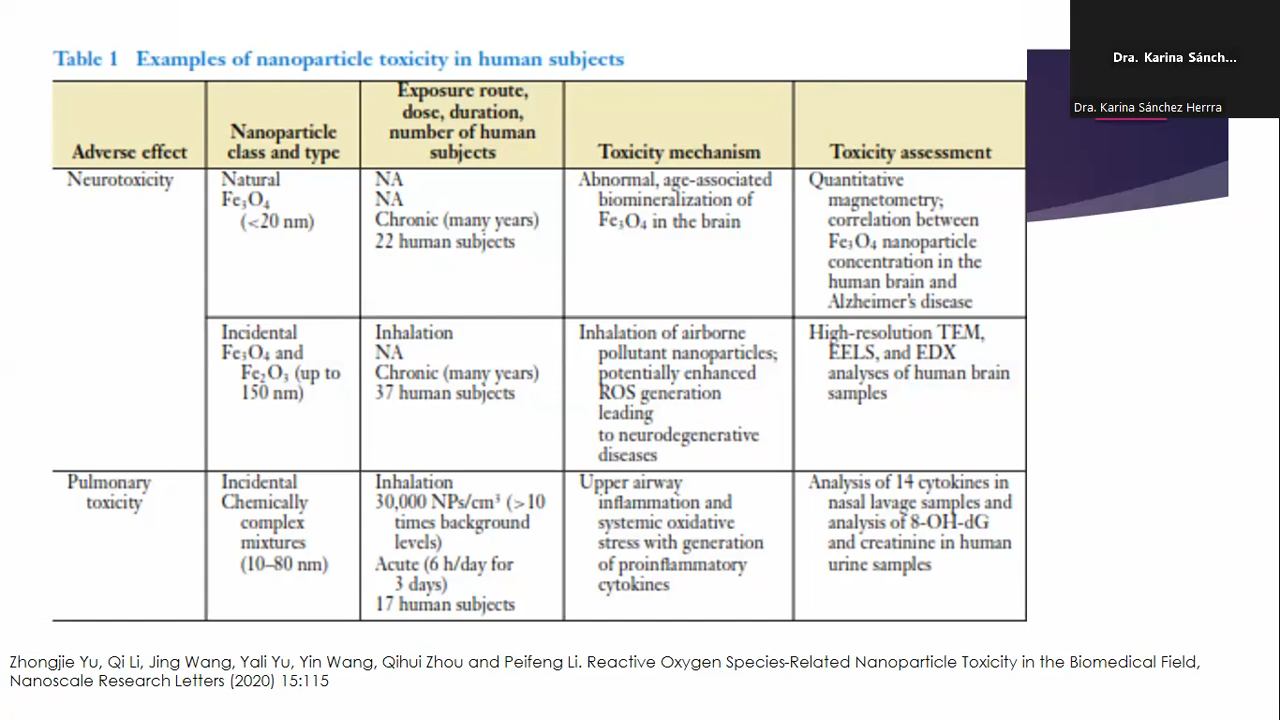 Dra. Karina Sánch...
Dra. Karina Sánchez Herrra
Table 1 Examples of nanoparticle toxicity in human subjects
Adverse effect
Nanoparticle
class and type
Exposure route,
dose, duration,
number of human
subjects
Toxicity mechanism
Toxicity assessment
Neurotoxicity
Natural
Fe₃O₄
(<20 nm)
NA
NA
Chronic (many years)
22 human subjects
Abnormal, age-associated
biomineralization of
Fe₃O₄ in the brain
Quantitative
magnetometry;
correlation between
Fe₃O₄ nanoparticle
concentration in the
human brain and
Alzheimer's disease
Incidental
Fe₃O₄ and
Fe₂O₃ (up to
150 nm)
Inhalation
NA
Chronic (many years)
37 human subjects
Inhalation of airborne
pollutant nanoparticles;
potentially enhanced
ROS generation
leading
to neurodegenerative
diseases
High-resolution TEM,
EELS, and EDX
analyses of human brain
samples
Pulmonary
toxicity
Incidental
Chemically
complex
mixtures
(10–80 nm)
Inhalation
30,000 NPs/cm³ (>10
times background
levels)
Acute (6 h/day for
3 days)
17 human subjects
Upper airway
inflammation and
systemic oxidative
stress with generation
of proinflammatory
cytokines
Analysis of 14 cytokines in
nasal lavage samples and
analysis of 8-OH-dG
and creatinine in human
urine samples
Zhongjie Yu, Qi Li, Jing Wang, Yali Yu, Yin Wang, Qihui Zhou and Peifeng Li. Reactive Oxygen Species-Related Nanoparticle Toxicity in the Biomedical Field,
Nanoscale Research Letters (2020) 15:115